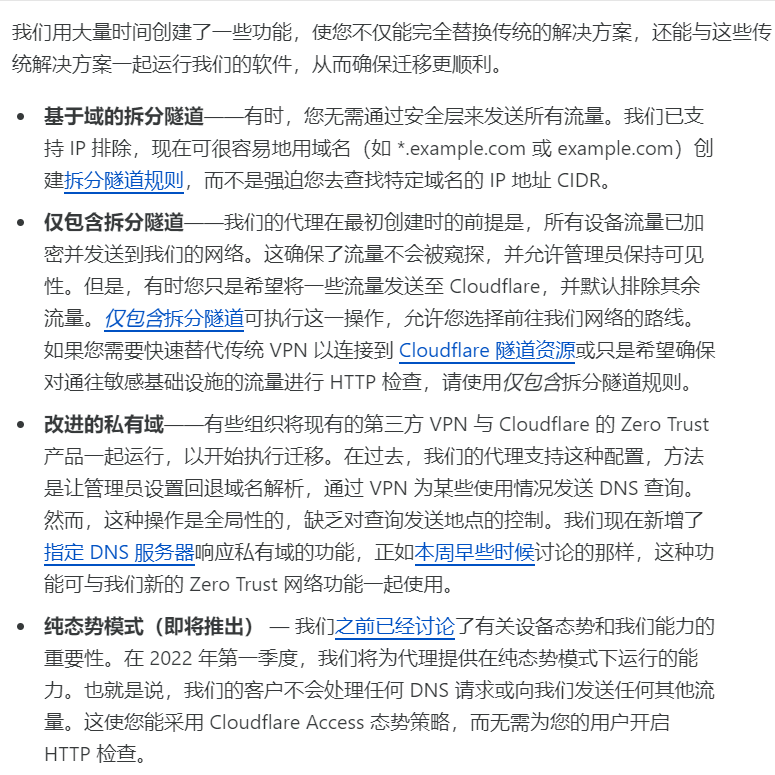 我们用大量时间创建了一些功能，使您不仅能完全替换传统的解决方案，还能与这些传
统解决方案一起运行我们的软件，从而确保迁移更顺利。
• 基于域的拆分隧道——有时，您无需通过安全层来发送所有流量。我们已支
持 IP 排除，现在可很容易地用域名（如 *.example.com 或 example.com）创
建拆分隧道规则，而不是强迫您去查找特定域名的 IP 地址 CIDR。
• 仅包含拆分隧道——我们的代理在最初创建时的前提是，所有设备流量已加
密并发送到我们的网络。这确保了流量不会被窥探，并允许管理员保持可见
性。但是，有时您只是希望将一些流量发送至 Cloudflare，并默认排除其余
流量。仅包含拆分隧道可执行这一操作，允许您选择前往我们网络的路线。
如果您需要快速替代传统 VPN 以连接到 Cloudflare 隧道资源或只是希望确保
对通往敏感基础设施的流量进行 HTTP 检查，请使用仅包含拆分隧道规则。
• 改进的私有域——有些组织将现有的第三方 VPN 与 Cloudflare 的 Zero Trust
产品一起运行，以开始执行迁移。在过去，我们的代理支持这种配置，方法
是让管理员设置回退域名解析，通过 VPN 为某些使用情况发送 DNS 查询。
然而，这种操作是全局性的，缺乏对查询发送地点的控制。我们现在新增了
指定 DNS 服务器响应私有域的功能，正如本周早些时候讨论的那样，这种功
能可与我们新的 Zero Trust 网络功能一起使用。
• 纯态势模式（即将推出） — 我们之前已经讨论了有关设备态势和我们能力的
重要性。在 2022 年第一季度，我们将为代理提供在纯态势模式下运行的能
力。也就是说，我们的客户不会处理任何 DNS 请求或向我们发送任何其他流
量。这使您能采用 Cloudflare Access 态势策略，而无需为您的用户开启
HTTP 检查。